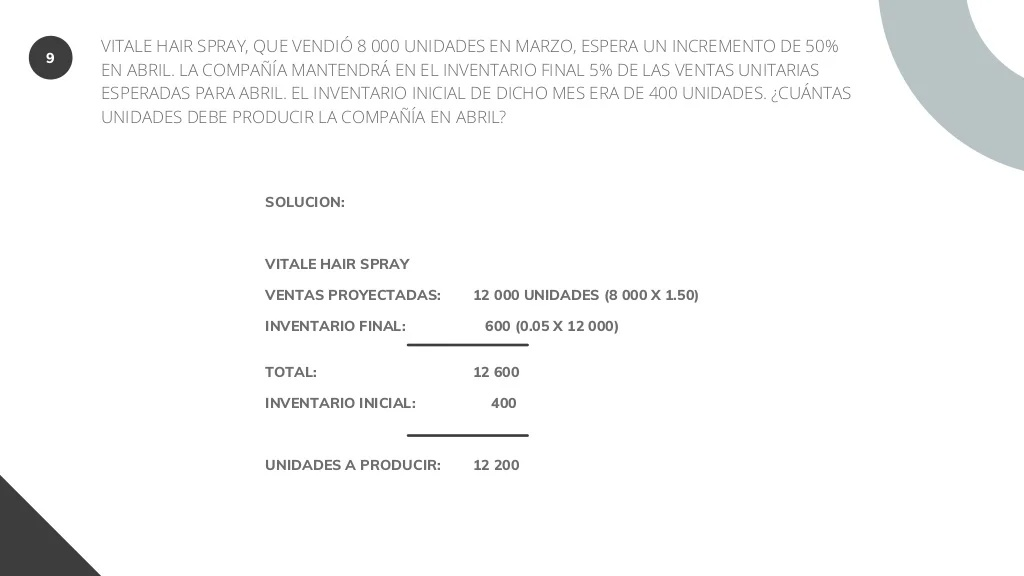 9
VITALE HAIR SPRAY, QUE VENDIÓ 8 000 UNIDADES EN MARZO, ESPERA UN INCREMENTO DE 50%
EN ABRIL. LA COMPAÑÍA MANTENDRÁ EN EL INVENTARIO FINAL 5% DE LAS VENTAS UNITARIAS
ESPERADAS PARA ABRIL. EL INVENTARIO INICIAL DE DICHO MES ERA DE 400 UNIDADES. ¿CUÁNTAS
UNIDADES DEBE PRODUCIR LA COMPAÑÍA EN ABRIL?
SOLUCION:
VITALE HAIR SPRAY
VENTAS PROYECTADAS: 12 000 UNIDADES (8 000 X 1.50)
INVENTARIO FINAL: 600 (0.05 X 12 000)
TOTAL: 12 600
INVENTARIO INICIAL: 400
UNIDADES A PRODUCIR: 12 200